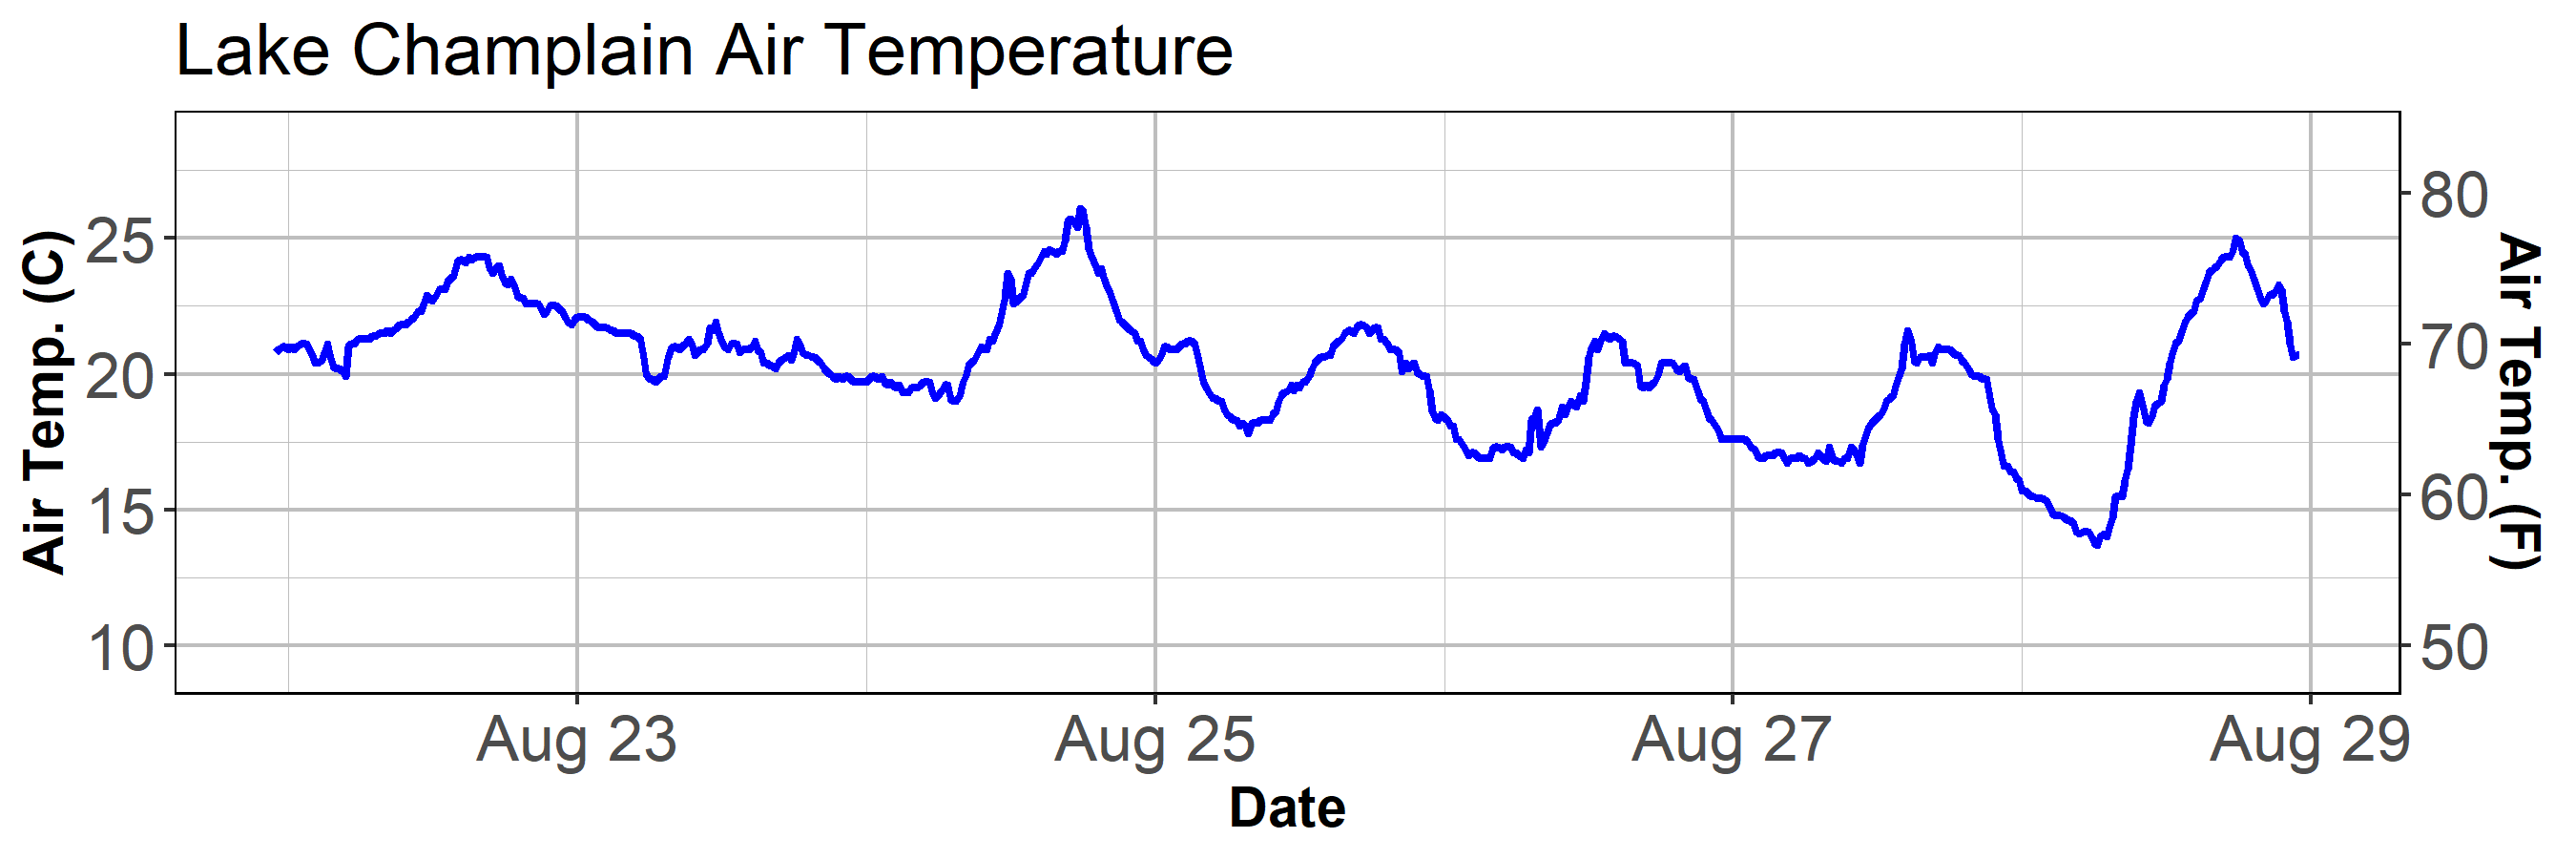 Lake Champlain Air Temperature
Air Temp. (C)
25
20
15
10
80
70
60
50
Air Temp. (F)
Aug 23
Aug 25
Aug 27
Aug 29
Date